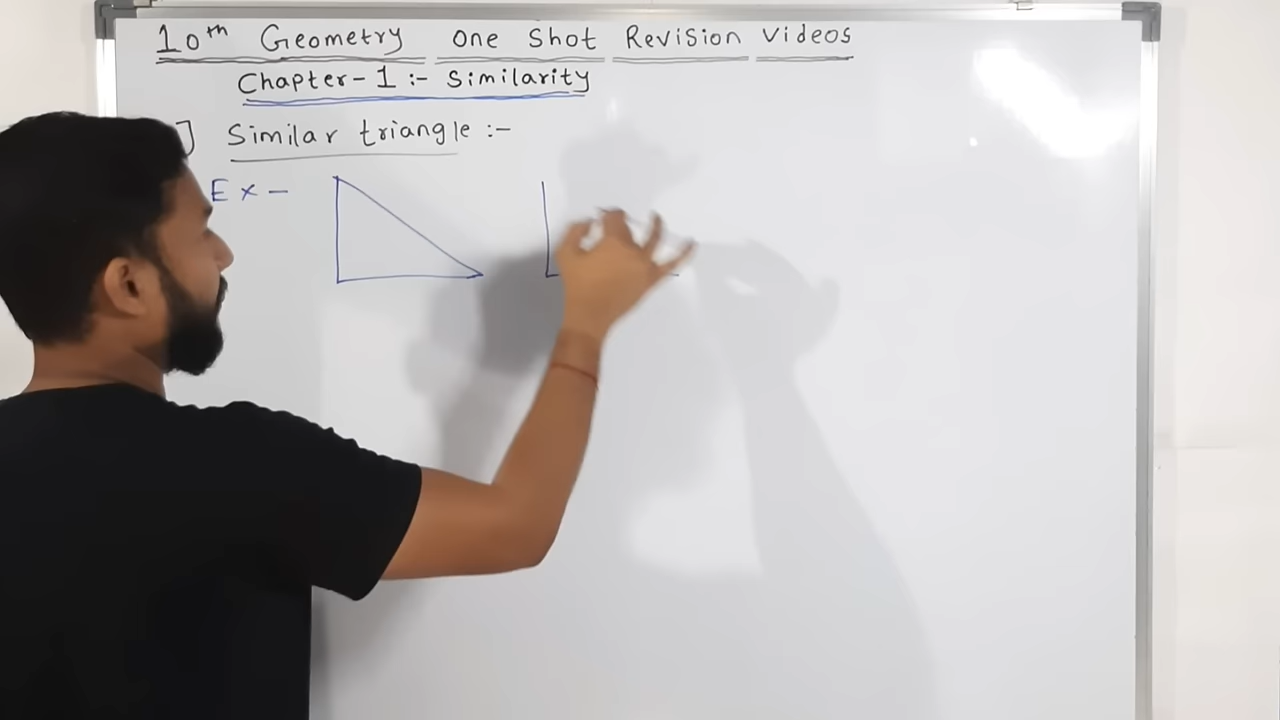 10th Geometry one Shot Revision Videos
Chapter-1 :- Similarity
] Similar triangle :-
Ex -